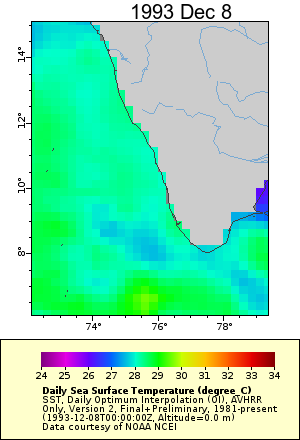 1993 Dec 8
14°
12°
10°
8°
74°
76°
78°
24 25 26 27 28 29 30 31 32 33 34
Daily Sea Surface Temperature (degree_C)
SST, Daily Optimum Interpolation (OI), AVHRR
Only, Version 2, Final+Preliminary, 1981-present
(1993-12-08T00:00:00Z, Altitude=0.0 m)
Data courtesy of NOAA NCEI